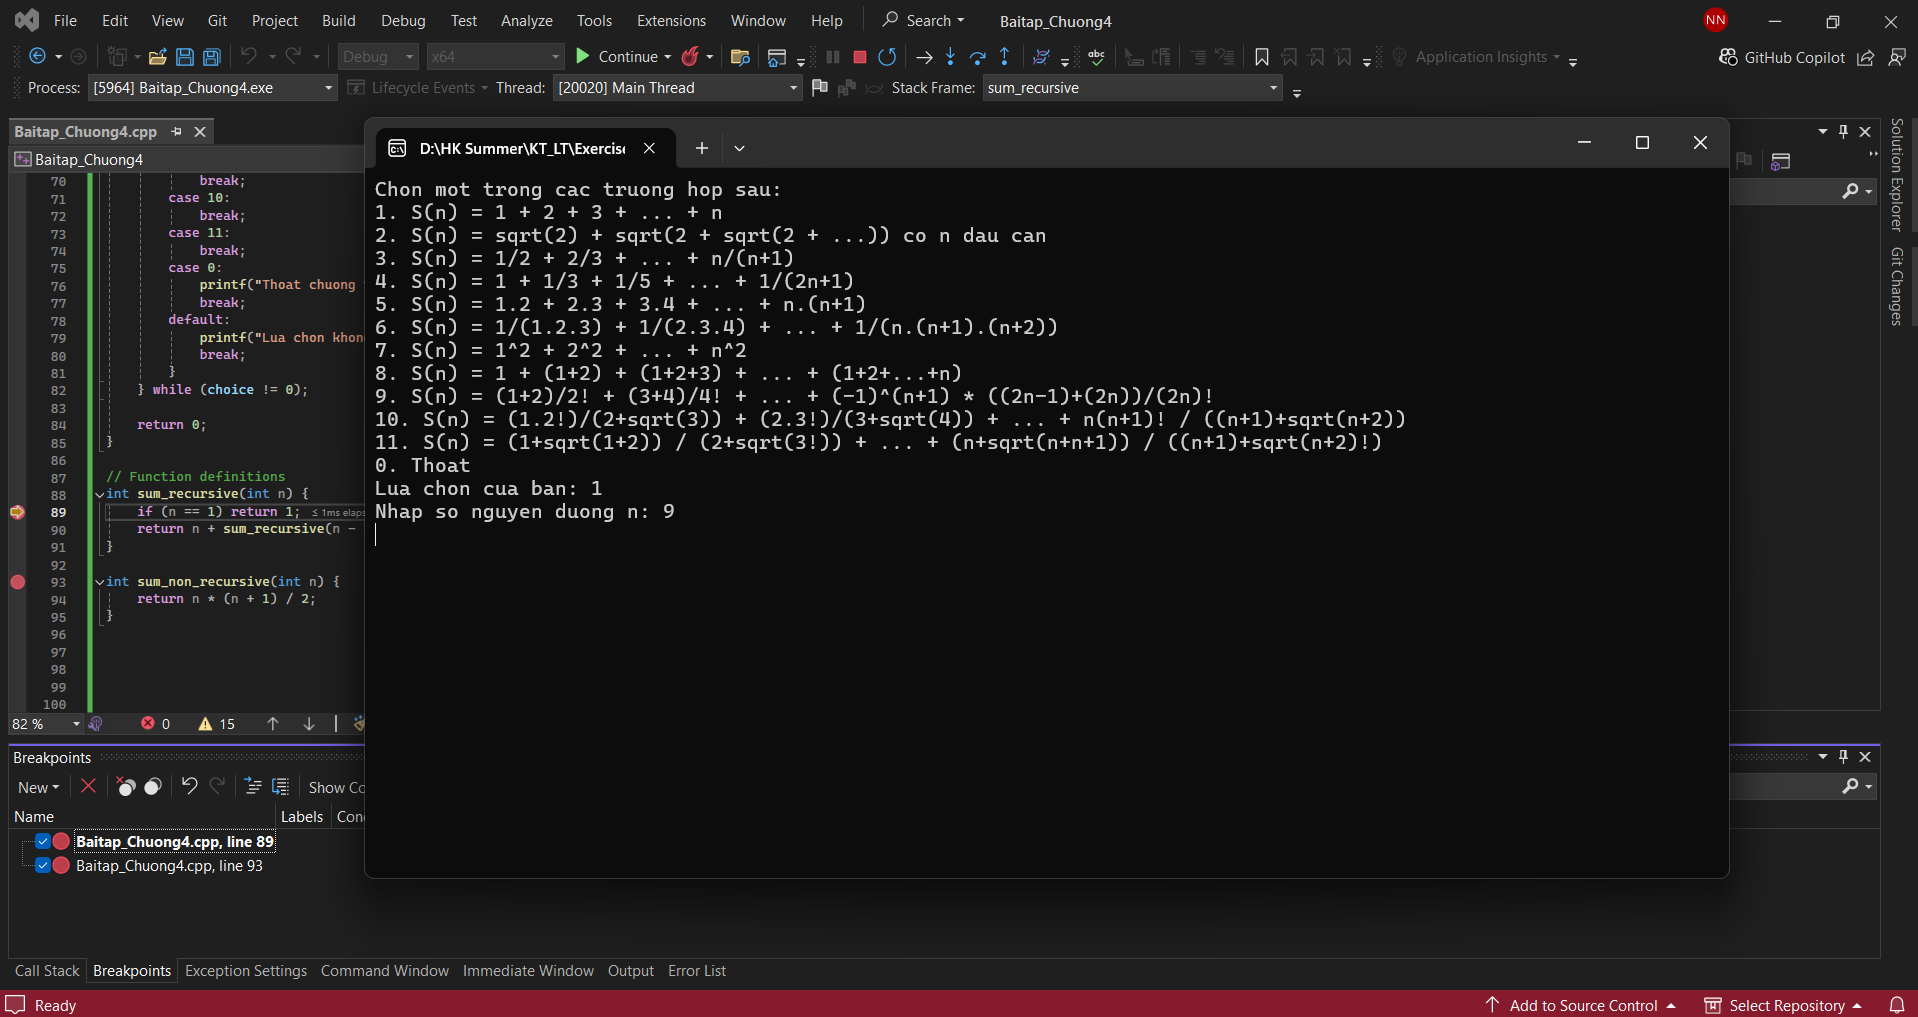 File Edit View Git Project Build Debug Test Analyze Tools Extensions Window Help Search Baitap_Chuong4 NN
Debug x64 Continue abc Application Insights GitHub Copilot
Process: [5964] Baitap_Chuong4.exe Lifecycle Events Thread: [20020] Main Thread Stack Frame: sum_recursive
Baitap_Chuong4.cpp
Baitap_Chuong4
70 break;
71 case 10:
72 break;
73 case 11:
74 break;
75 case 0:
76 printf("Thoat chuong
77 break;
78 default:
79 printf("Lua chon khon
80 break;
81 }
82 } while (choice != 0);
83
84 return 0;
85 }
86
87 // Function definitions
88 int sum_recursive(int n) {
89 if (n == 1) return 1; ≤ 1ms elaps
90 return n + sum_recursive(n -
91 }
92
93 int sum_non_recursive(int n) {
94 return n * (n + 1) / 2;
95 }
96
97
98
99
100
82 % 0 15
D:\HK Summer\KT_LT\Exercise
Chon mot trong cac truong hop sau:
1. S(n) = 1 + 2 + 3 + ... + n
2. S(n) = sqrt(2) + sqrt(2 + sqrt(2 + ...)) co n dau can
3. S(n) = 1/2 + 2/3 + ... + n/(n+1)
4. S(n) = 1 + 1/3 + 1/5 + ... + 1/(2n+1)
5. S(n) = 1.2 + 2.3 + 3.4 + ... + n.(n+1)
6. S(n) = 1/(1.2.3) + 1/(2.3.4) + ... + 1/(n.(n+1).(n+2))
7. S(n) = 1^2 + 2^2 + ... + n^2
8. S(n) = 1 + (1+2) + (1+2+3) + ... + (1+2+...+n)
9. S(n) = (1+2)/2! + (3+4)/4! + ... + (-1)^(n+1) * ((2n-1)+(2n))/(2n)!
10. S(n) = (1.2!)/(2+sqrt(3)) + (2.3!)/(3+sqrt(4)) + ... + n(n+1)! / ((n+1)+sqrt(n+2))
11. S(n) = (1+sqrt(1+2)) / (2+sqrt(3!)) + ... + (n+sqrt(n+n+1)) / ((n+1)+sqrt(n+2)!)
0. Thoat
Lua chon cua ban: 1
Nhap so nguyen duong n: 9
Solution Explorer
Git Changes
Breakpoints
New Show Co
Name Labels Con
Baitap_Chuong4.cpp, line 89
Baitap_Chuong4.cpp, line 93
Call Stack Breakpoints Exception Settings Command Window Immediate Window Output Error List
Ready Add to Source Control Select Repository